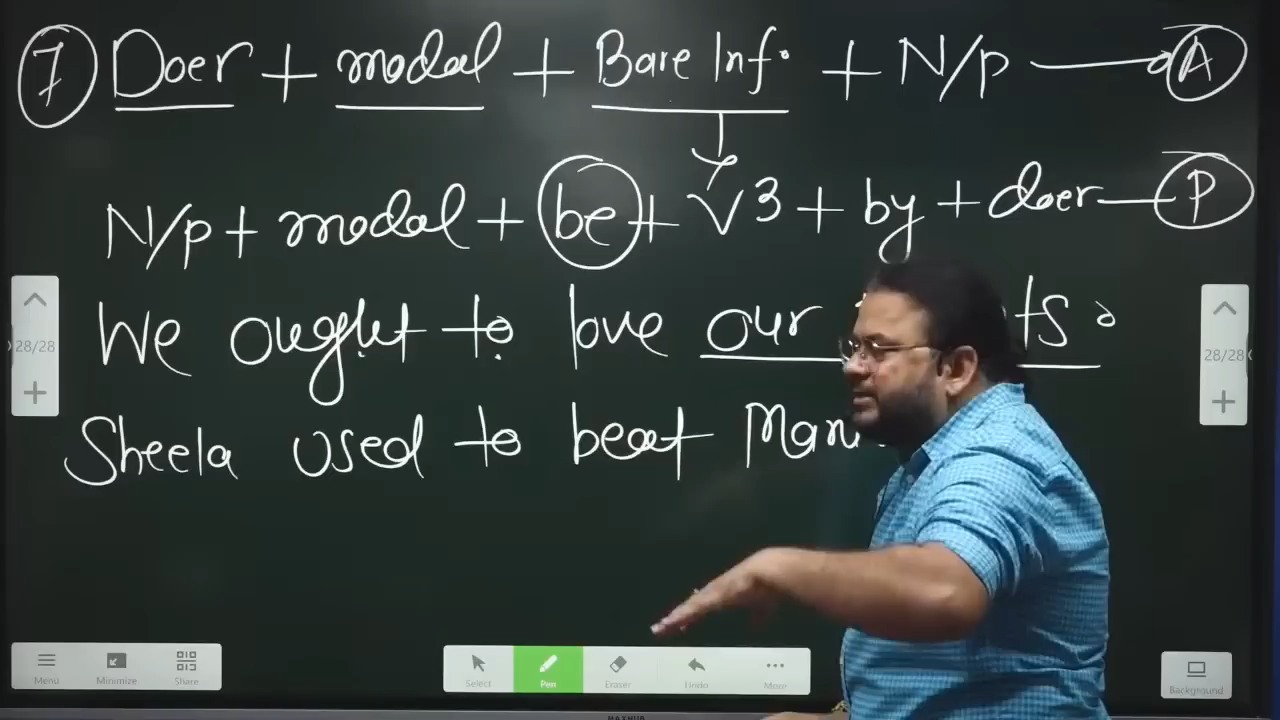 7 Doer + modal + Bare Inf. + N/p → A
N/p + modal + be + V3 + by + doer — P
We ought to love our
Sheela used to beat
28/28
28/28
Menu Minimize Share
Select Pen Eraser Undo More
Background